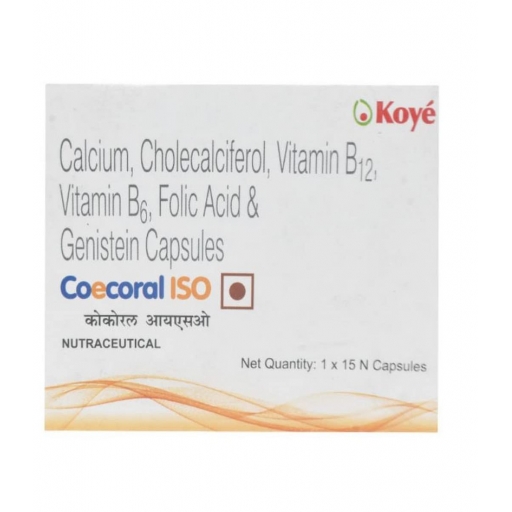 Koyé
Calcium, Cholecalciferol, Vitamin B12,
Vitamin B6, Folic Acid &
Genistein Capsules
Coecoral ISO
कोकोरल आयएसओ
NUTRACEUTICAL
Net Quantity: 1 x 15 N Capsules